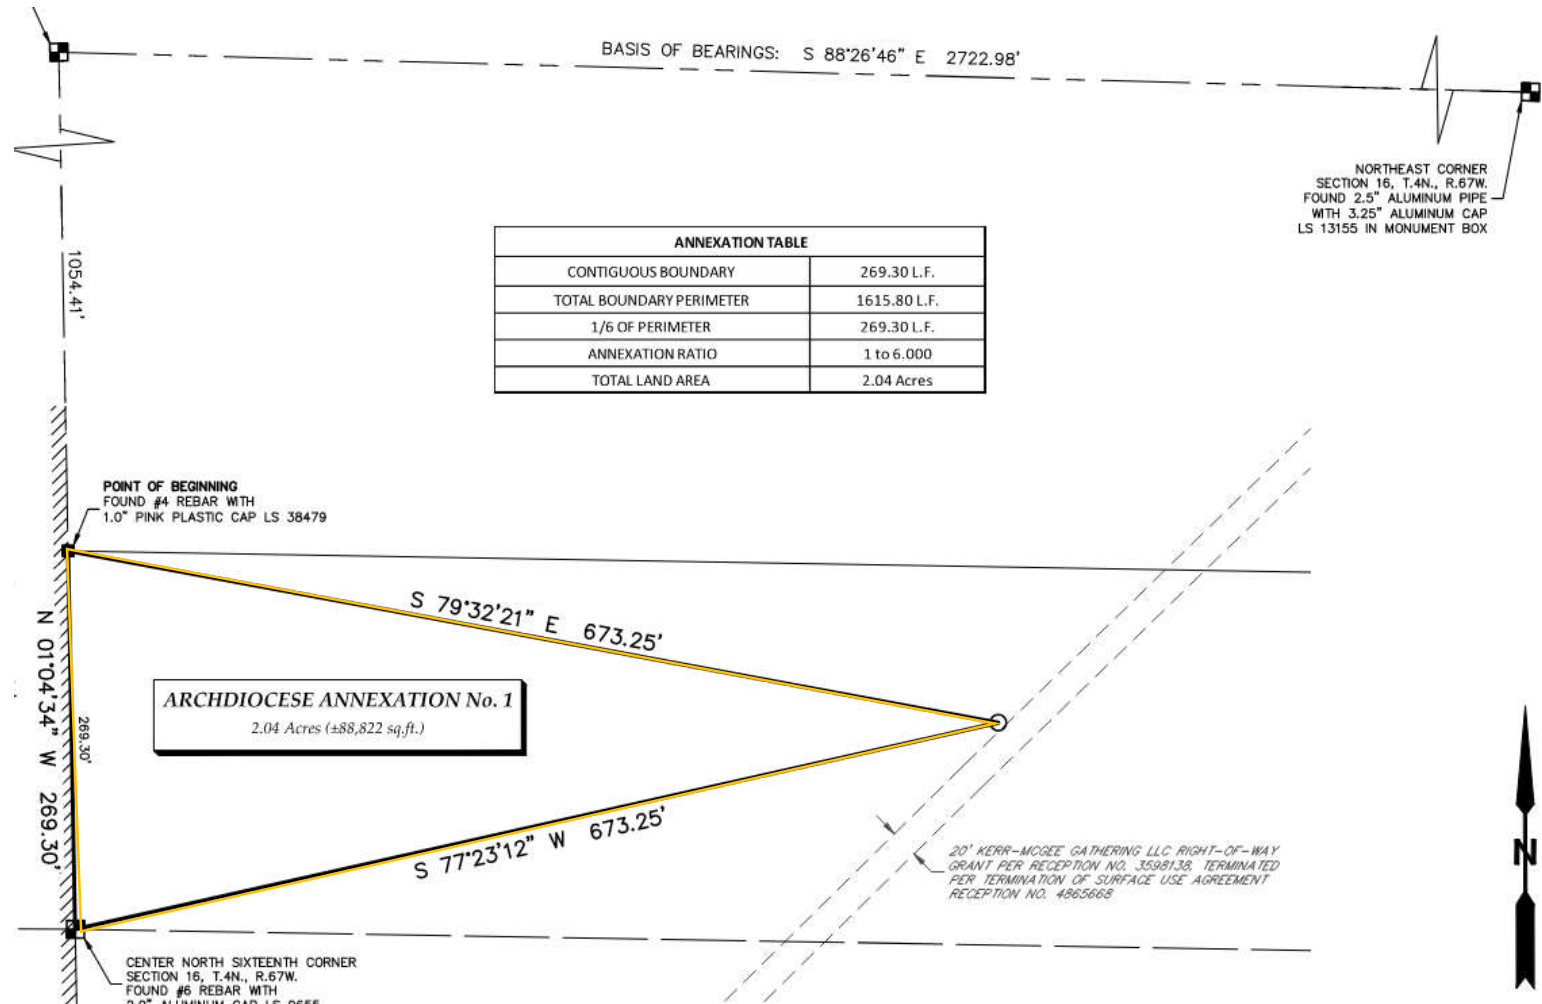 BASIS OF BEARINGS: S 88°26'46" E 2722.98'
NORTHEAST CORNER
SECTION 16, T.4N., R.67W.
FOUND 2.5" ALUMINUM PIPE
WITH 3.25" ALUMINUM CAP
LS 13155 IN MONUMENT BOX
1054.41'
ANNEXATION TABLE
CONTIGUOUS BOUNDARY 269.30 L.F.
TOTAL BOUNDARY PERIMETER 1615.80 L.F.
1/6 OF PERIMETER 269.30 L.F.
ANNEXATION RATIO 1 to 6.000
TOTAL LAND AREA 2.04 Acres
POINT OF BEGINNING
FOUND #4 REBAR WITH
1.0" PINK PLASTIC CAP LS 38479
S 79°32'21" E 673.25'
N 01°04'34" W 269.30'
269.30'
ARCHDIOCESE ANNEXATION No. 1
2.04 Acres (±88,822 sq.ft.)
S 77°23'12" W 673.25'
20' KERR-MCGEE GATHERING LLC RIGHT-OF-WAY
GRANT PER RECEPTION NO. 3598138, TERMINATED
PER TERMINATION OF SURFACE USE AGREEMENT
RECEPTION NO. 4865668
N
CENTER NORTH SIXTEENTH CORNER
SECTION 16, T.4N., R.67W.
FOUND #6 REBAR WITH
ALUMINUM CAP LS 9655